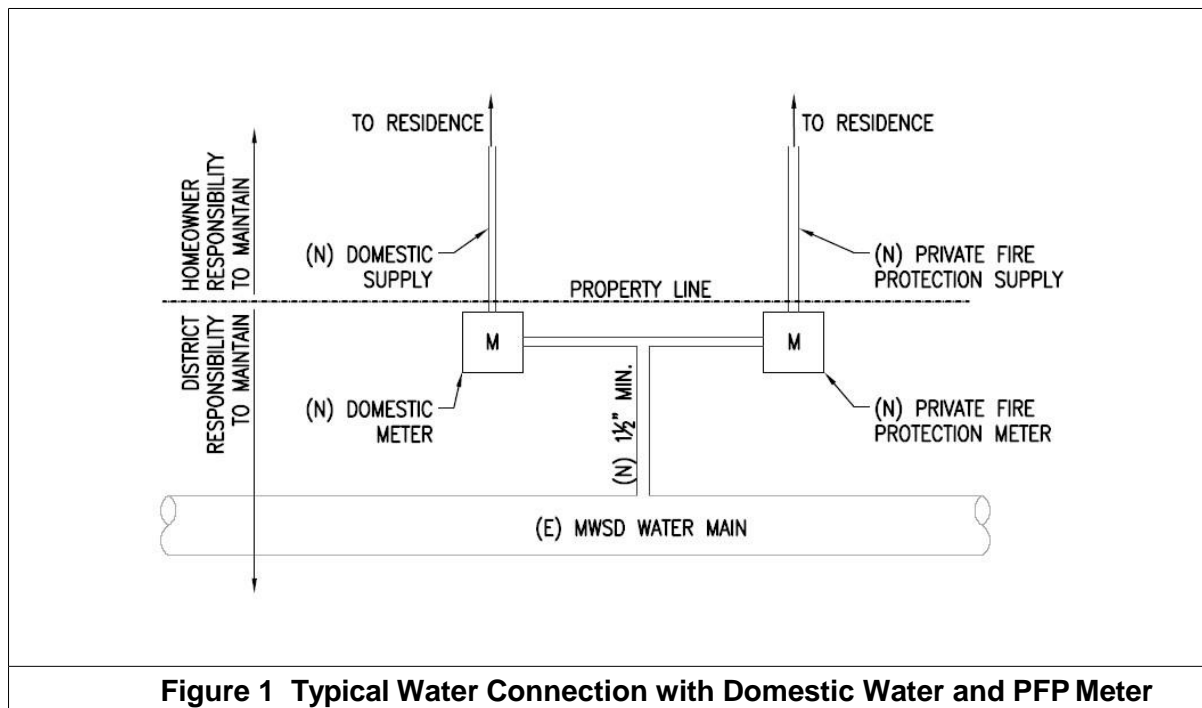 TO RESIDENCE
TO RESIDENCE
HOMEOWNER
RESPONSIBILITY
TO MAINTAIN
(N) DOMESTIC
SUPPLY
(N) PRIVATE FIRE
PROTECTION SUPPLY
PROPERTY LINE
DISTRICT
RESPONSIBILITY
TO MAINTAIN
M
M
(N) DOMESTIC
METER
(N) 1½" MIN.
(N) PRIVATE FIRE
PROTECTION METER
(E) MWSD WATER MAIN
Figure 1 Typical Water Connection with Domestic Water and PFP Meter